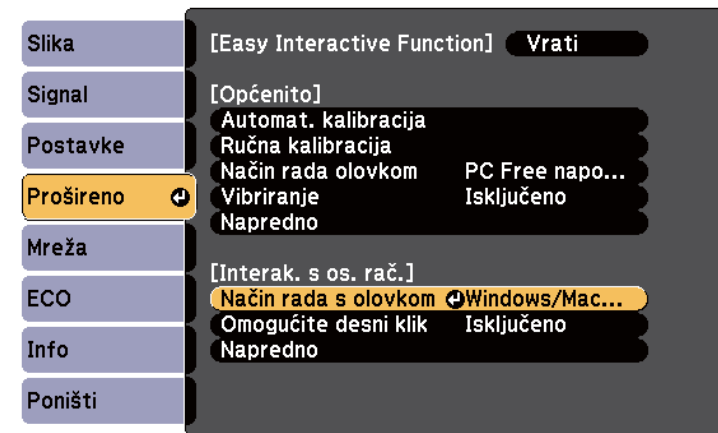 Slika
Signal
Postavke
Prošireno
Mreža
ECO
Info
Poništi
[Easy Interactive Function] Vrati
[Općenito]
Automat. kalibracija
Ručna kalibracija
Način rada olovkom PC Free napo...
Vibriranje Isključeno
Napredno
[Interak. s os. rač.]
Način rada s olovkom Windows/Mac...
Omogućite desni klik Isključeno
Napredno